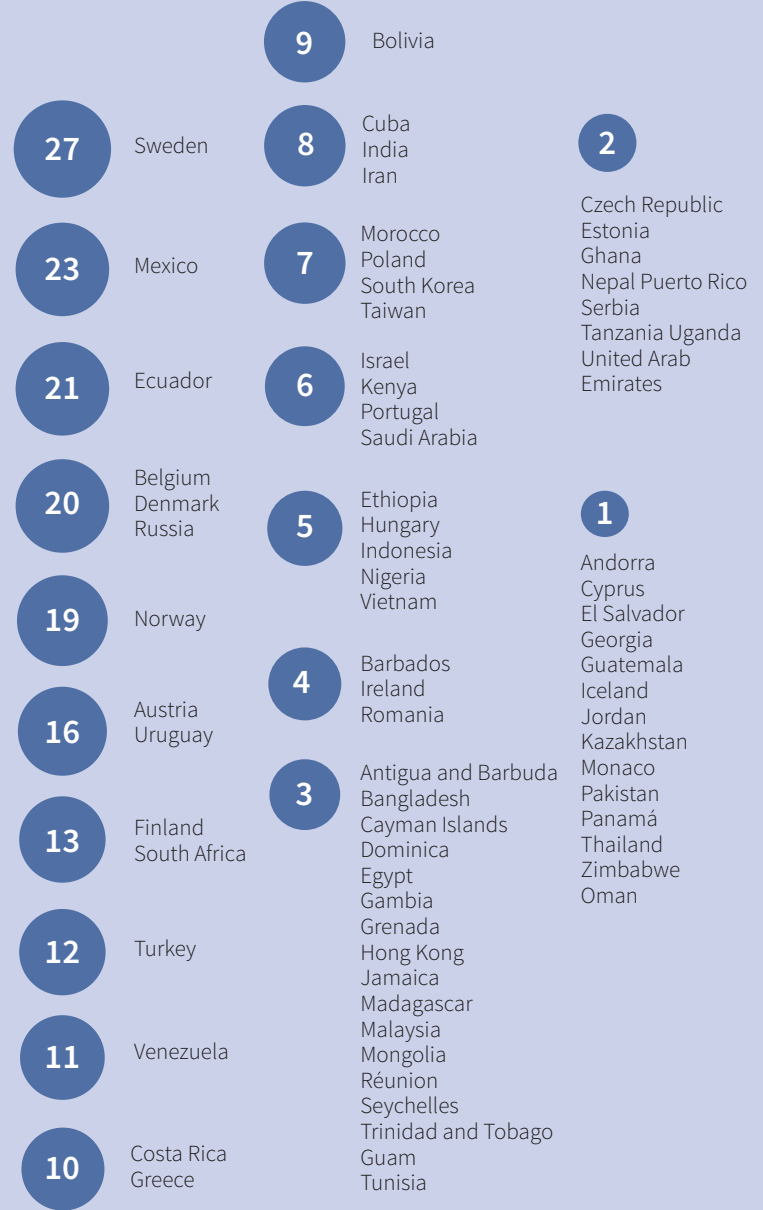 27
Sweden
23
Mexico
21
Ecuador
20
Belgium
Denmark
Russia
19
Norway
16
Austria
Uruguay
13
Finland
South Africa
12
Turkey
11
Venezuela
10
Costa Rica
Greece
9
Bolivia
8
Cuba
India
Iran
7
Morocco
Poland
South Korea
Taiwan
6
Israel
Kenya
Portugal
Saudi Arabia
5
Ethiopia
Hungary
Indonesia
Nigeria
Vietnam
4
Barbados
Ireland
Romania
3
Antigua and Barbuda
Bangladesh
Cayman Islands
Dominica
Egypt
Gambia
Grenada
Hong Kong
Jamaica
Madagascar
Malaysia
Mongolia
Réunion
Seychelles
Trinidad and Tobago
Guam
Tunisia
2
Czech Republic
Estonia
Ghana
Nepal Puerto Rico
Serbia
Tanzania Uganda
United Arab
Emirates
1
Andorra
Cyprus
El Salvador
Georgia
Guatemala
Iceland
Jordan
Kazakhstan
Monaco
Pakistan
Panamá
Thailand
Zimbabwe
Oman